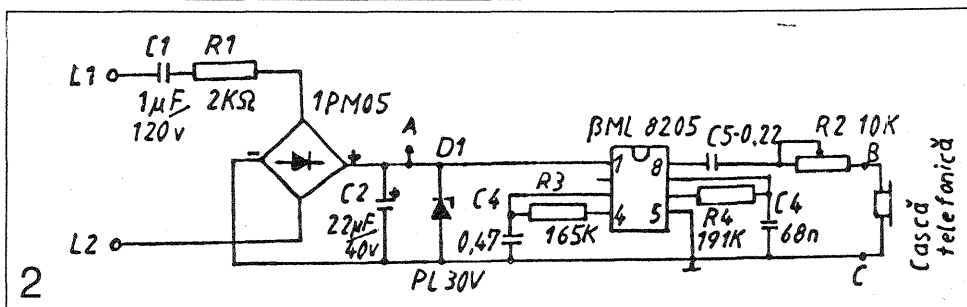 L1
C1
1µF/120v
R1
2KΩ
1PM05
-
+
L2
A
C2
+
22µF/40v
D1
PL 30V
C4
0,47
R3
165K
βML 8205
1
8
4
5
C5-0,22
R2 10K
R4
191K
C4
68n
B
C
Cască telefonică
2